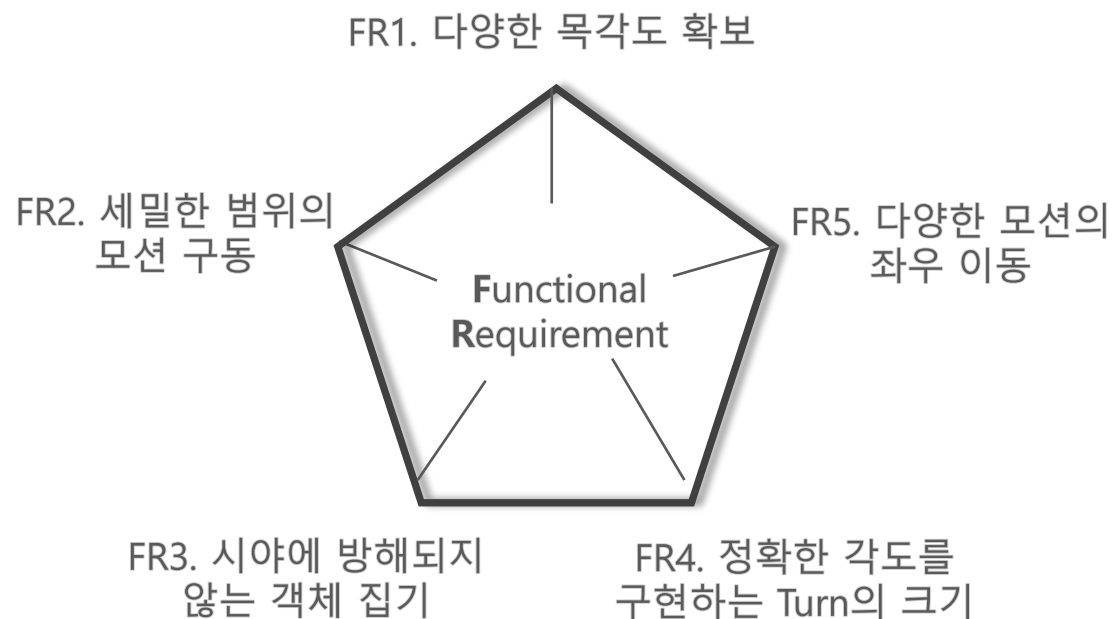 FR1. 다양한 목각도 확보
FR2. 세밀한 범위의
모션 구동
FR5. 다양한 모션의
좌우 이동
Functional
Requirement
FR3. 시야에 방해되지
않는 객체 집기
FR4. 정확한 각도를
구현하는 Turn의 크기